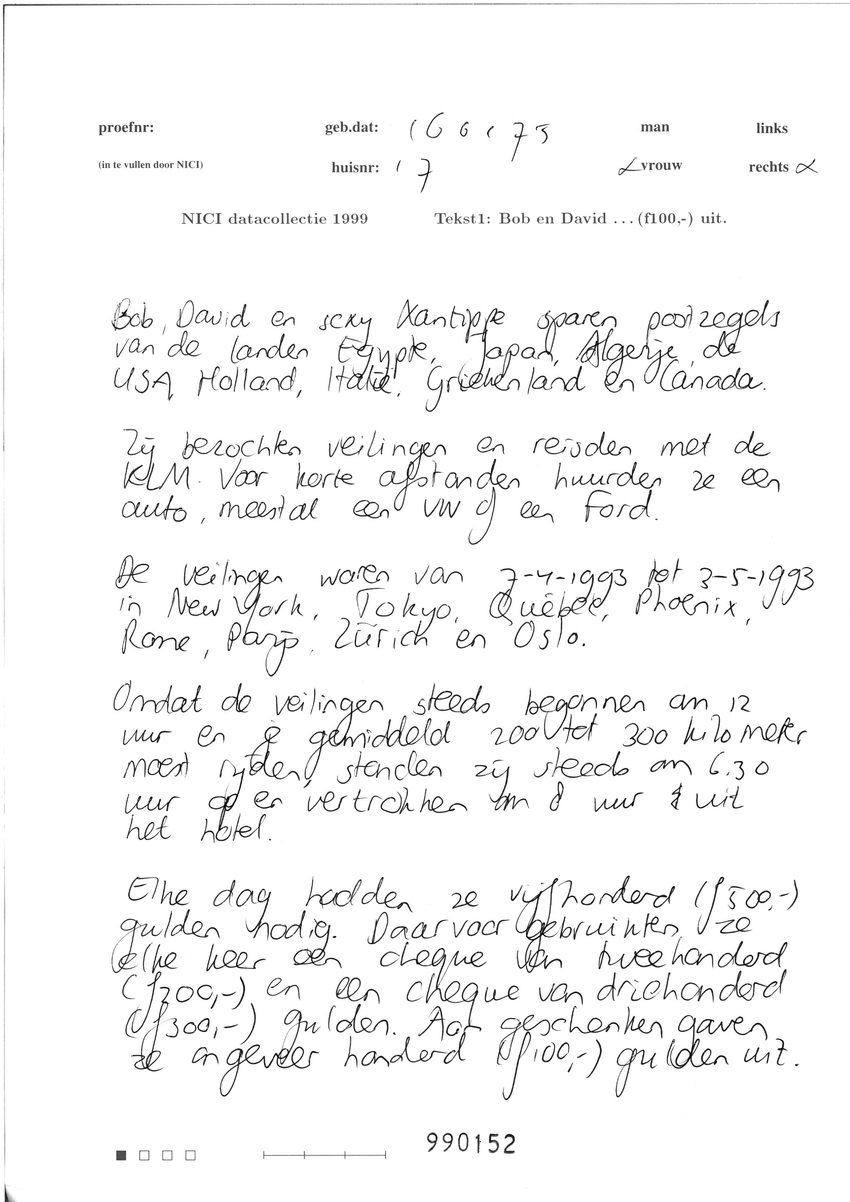 proefnr: geb.dat: 160173 man links
(in te vullen door NICI) huisnr: 17 vrouw rechts
NICI datacollectie 1999 Tekst1: Bob en David ... (f100,-) uit.
Bob, David en sexy Xantippe sparen postzegels
van de landen Egypte, Japan, Algerije, de
USA, Holland, Italië, Griekenland en Canada.
Zij bezochten veilingen en reisden met de
KLM. Voor korte afstanden huurden ze een
auto, meestal een VW of een Ford.
De veilingen waren van 7-4-1993 tot 3-5-1993
in New York, Tokyo, Québec, Phoenix,
Rome, Parijs, Zürich en Oslo.
Omdat de veilingen steeds begonnen om 12
uur en je gemiddeld 200 tot 300 kilometer
moest rijden, stonden zij steeds om 6.30
uur op en vertrokken om 8 uur uit
het hotel.
Elke dag hadden ze vijfhonderd (f500,-)
gulden nodig. Daarvoor gebruikten ze
elke keer een cheque van tweehonderd
(f200,-) en een cheque van driehonderd
(f300,-) gulden. Aan geschenken gaven
ze ongeveer honderd (f100,-) gulden uit.
990152